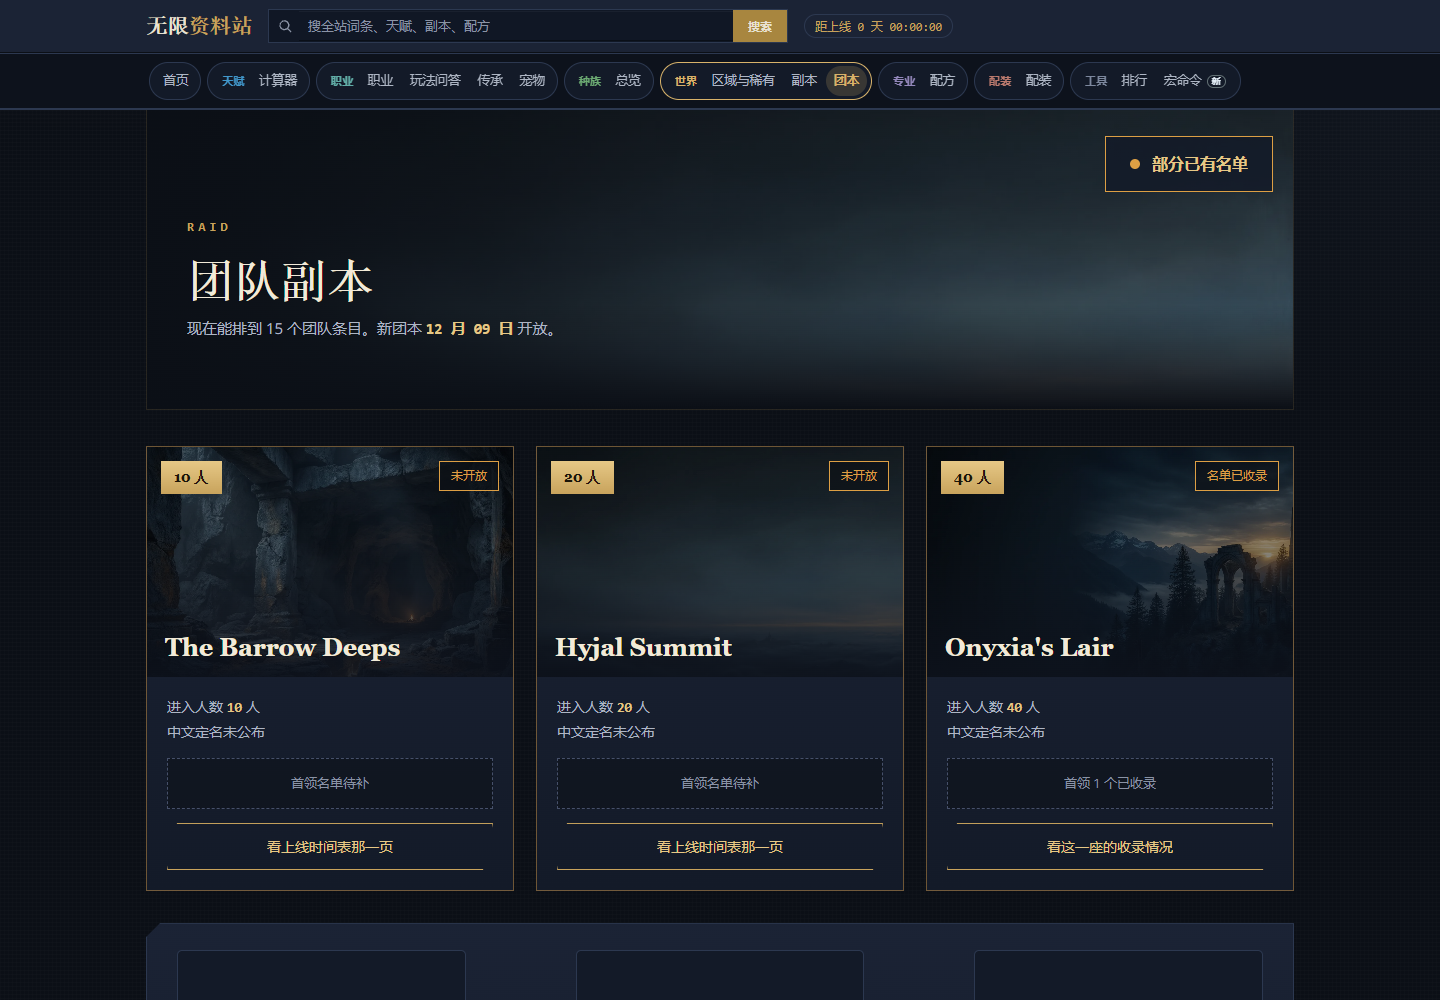 无限资料站
搜全站词条、天赋、副本、配方
搜索
距上线 0 天 00:00:00
首页
天赋 计算器
职业 职业 玩法问答 传承 宠物
种族 总览
世界 区域与稀有 副本 团本
专业 配方
配装 配装
工具 排行 宏命令 新
部分已有名单
RAID
团队副本
现在能排到 15 个团队条目。新团本 12 月 09 日 开放。
10 人
未开放
The Barrow Deeps
进入人数 10 人
中文定名未公布
首领名单待补
看上线时间表那一页
20 人
未开放
Hyjal Summit
进入人数 20 人
中文定名未公布
首领名单待补
看上线时间表那一页
40 人
名单已收录
Onyxia's Lair
进入人数 40 人
中文定名未公布
首领 1 个已收录
看这一座的收录情况